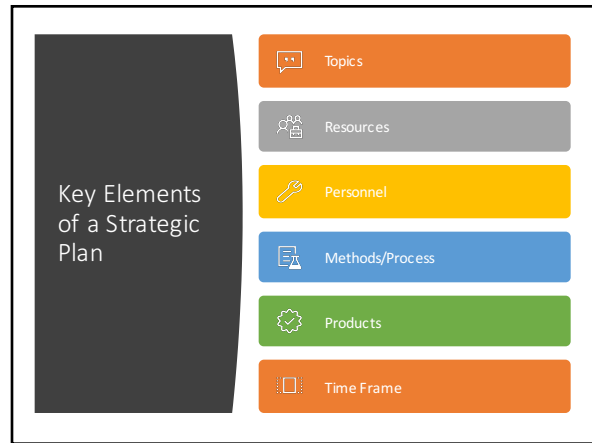 Key Elements
of a Strategic
Plan
Topics
Resources
Personnel
Methods/Process
Products
Time Frame